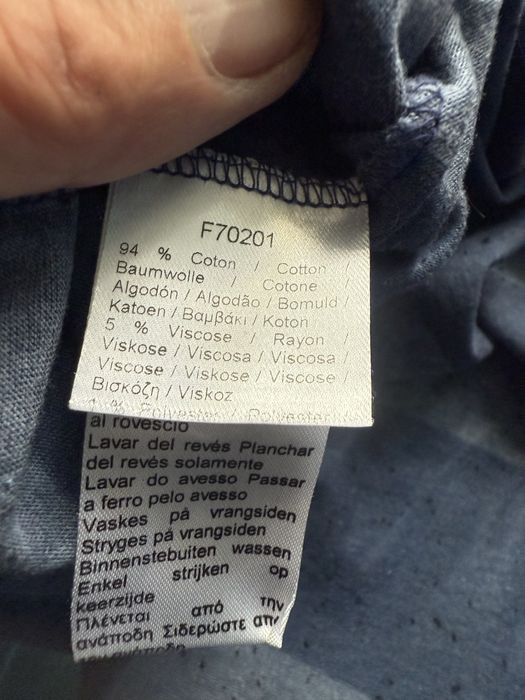 F70201
94 % Coton / Cotton /
Baumwolle / Cotone /
Algodón / Algodão / Bomuld /
Katoen / Βαμβάκι / Koton
5 % Viscose / Rayon /
Viskose / Viscosa / Viscosa /
Viscose / Viskose / Viscose /
Βισκόζη / Viskoz
% Polyester / Polyester
al rovescio
Lavar del revés Planchar
del revés solamente
Lavar do avesso Passar
a ferro pelo avesso
Vaskes på vrangsiden
Stryges på vrangsiden
Binnenstebuiten wassen
Enkel strijken op
keerzijde
Πλένεται από την
ανάποδη Σιδερώστε